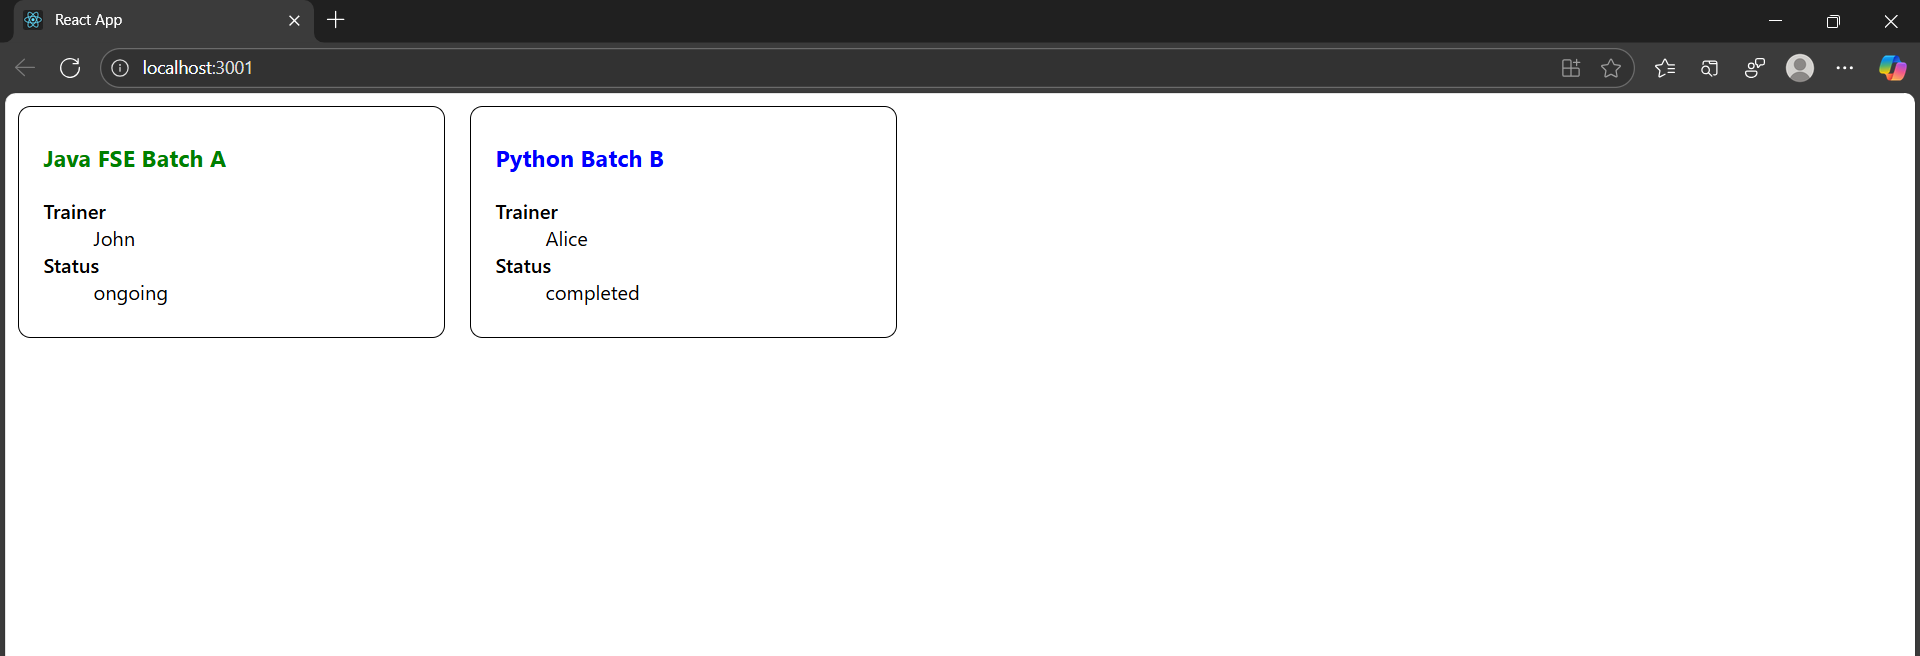 React App
localhost:3001
Java FSE Batch A
Trainer
John
Status
ongoing
Python Batch B
Trainer
Alice
Status
completed